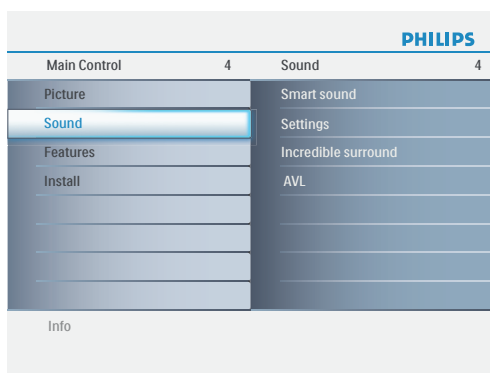 PHILIPS
Main Control 4 Sound 4
Picture Smart sound
Sound Settings
Features Incredible surround
Install AVL
Info